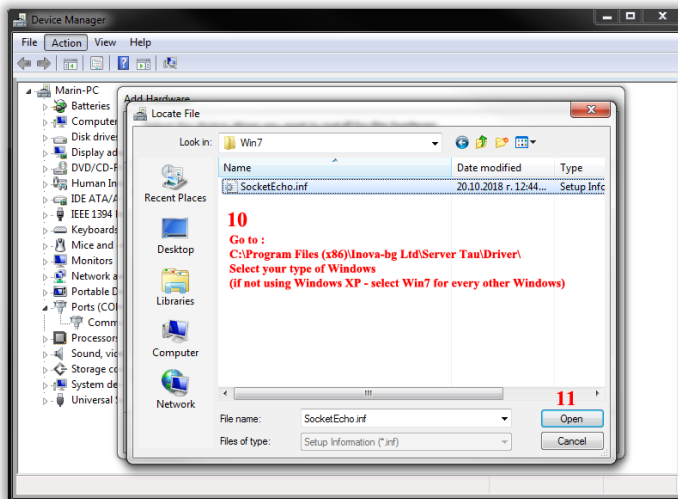 Device Manager
File Action View Help
Marin-PC
Batteries
Computer
Disk drives
Display ad
DVD/CD-R
Human In
IDE ATA/A
IEEE 1394 
Keyboards
Mice and
Monitors
Network a
Portable D
Ports (CO
Comm
Processors
Sound, vid
Storage co
System de
Universal
Add Hardware
Locate File
Look in: Win7
Recent Places
Desktop
Libraries
Computer
Network
Name Date modified Type
SocketEcho.inf 20.10.2018 г. 12:44... Setup Infc
10
Go to :
C:\Program Files (x86)\Inova-bg Ltd\Server Tau\Driver\
Select your type of Windows
(if not using Windows XP - select Win7 for every other Windows)
11
File name: SocketEcho.inf Open
Files of type: Setup Information (*.inf) Cancel